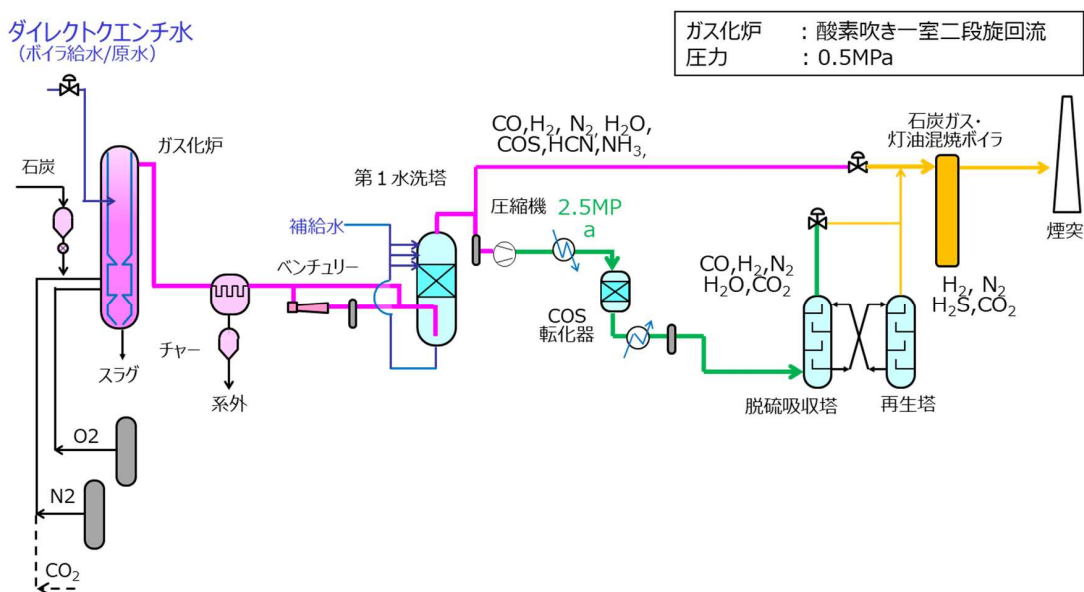 ダイレクトクエンチ水
（ボイラ給水/原水）
ガス化炉　：酸素吹き一室二段旋回流
圧力　：0.5MPa
石炭
ガス化炉
CO,H₂, N₂, H₂O,
COS,HCN,NH₃,
石炭ガス・
灯油混焼ボイラ
第１水洗塔
補給水
圧縮機
2.5MP
a
ベンチュリー
煙突
CO,H₂,N₂
H₂O,CO₂
H₂, N₂
H₂S,CO₂
COS
転化器
チャー
スラグ
系外
脱硫吸収塔
再生塔
O2
N2
CO₂